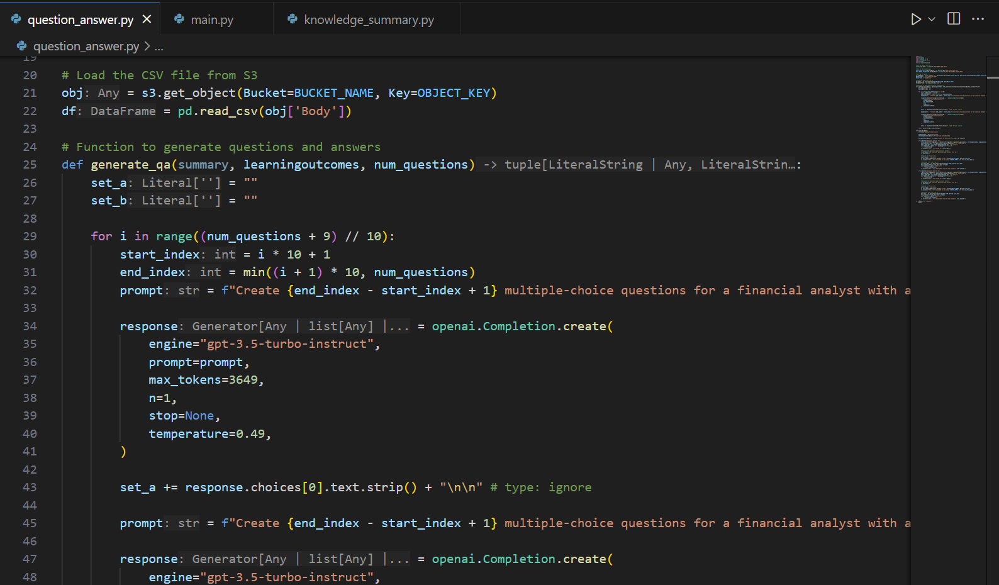 question_answer.py
main.py
knowledge_summary.py
question_answer.py > ...
19
20 # Load the CSV file from S3
21 obj: Any = s3.get_object(Bucket=BUCKET_NAME, Key=OBJECT_KEY)
22 df: DataFrame = pd.read_csv(obj['Body'])
23
24 # Function to generate questions and answers
25 def generate_qa(summary, learningoutcomes, num_questions) -> tuple[LiteralString | Any, LiteralStrin…:
26 set_a: Literal[''] = ""
27 set_b: Literal[''] = ""
28
29 for i in range((num_questions + 9) // 10):
30 start_index: int = i * 10 + 1
31 end_index: int = min((i + 1) * 10, num_questions)
32 prompt: str = f"Create {end_index - start_index + 1} multiple-choice questions for a financial analyst with a
33
34 response: Generator[Any | list[Any] |... = openai.Completion.create(
35 engine="gpt-3.5-turbo-instruct",
36 prompt=prompt,
37 max_tokens=3649,
38 n=1,
39 stop=None,
40 temperature=0.49,
41 )
42
43 set_a += response.choices[0].text.strip() + "\n\n" # type: ignore
44
45 prompt: str = f"Create {end_index - start_index + 1} multiple-choice questions for a financial analyst with a
46
47 response: Generator[Any | list[Any] |... = openai.Completion.create(
48 engine="gpt-3.5-turbo-instruct",